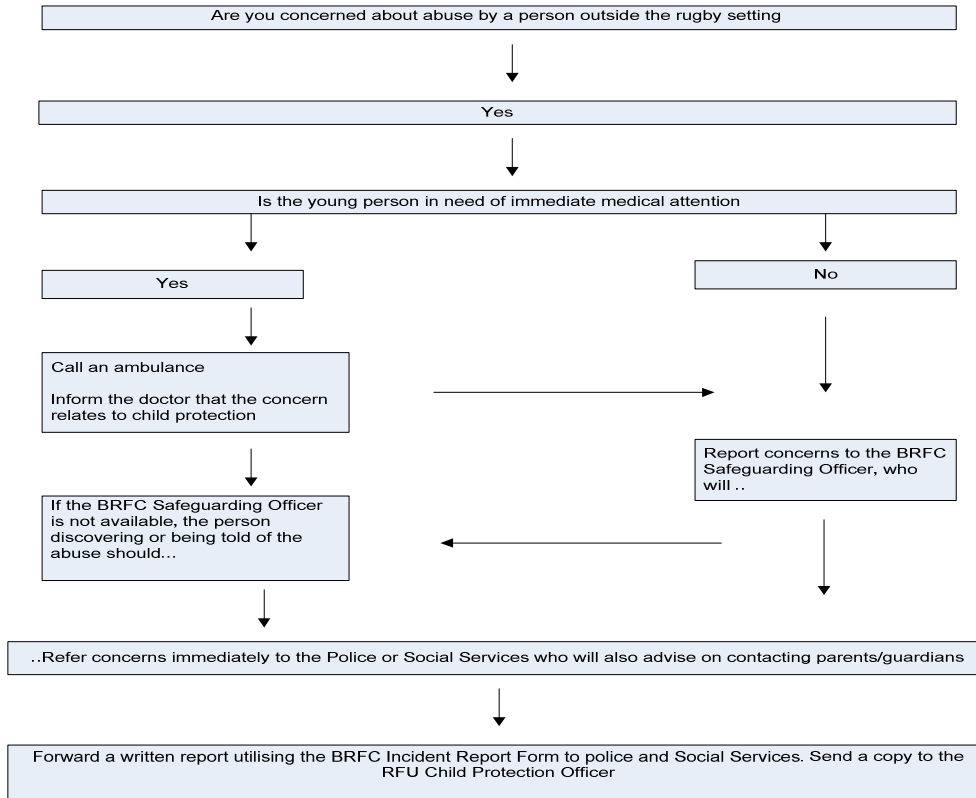 Are you concerned about abuse by a person outside the rugby setting
Yes
Is the young person in need of immediate medical attention
Yes
No
Call an ambulance
Inform the doctor that the concern
relates to child protection
Report concerns to the BRFC
Safeguarding Officer, who
will ..
If the BRFC Safeguarding Officer
is not available, the person
discovering or being told of the
abuse should...
..Refer concerns immediately to the Police or Social Services who will also advise on contacting parents/guardians
Forward a written report utilising the BRFC Incident Report Form to police and Social Services. Send a copy to the
RFU Child Protection Officer